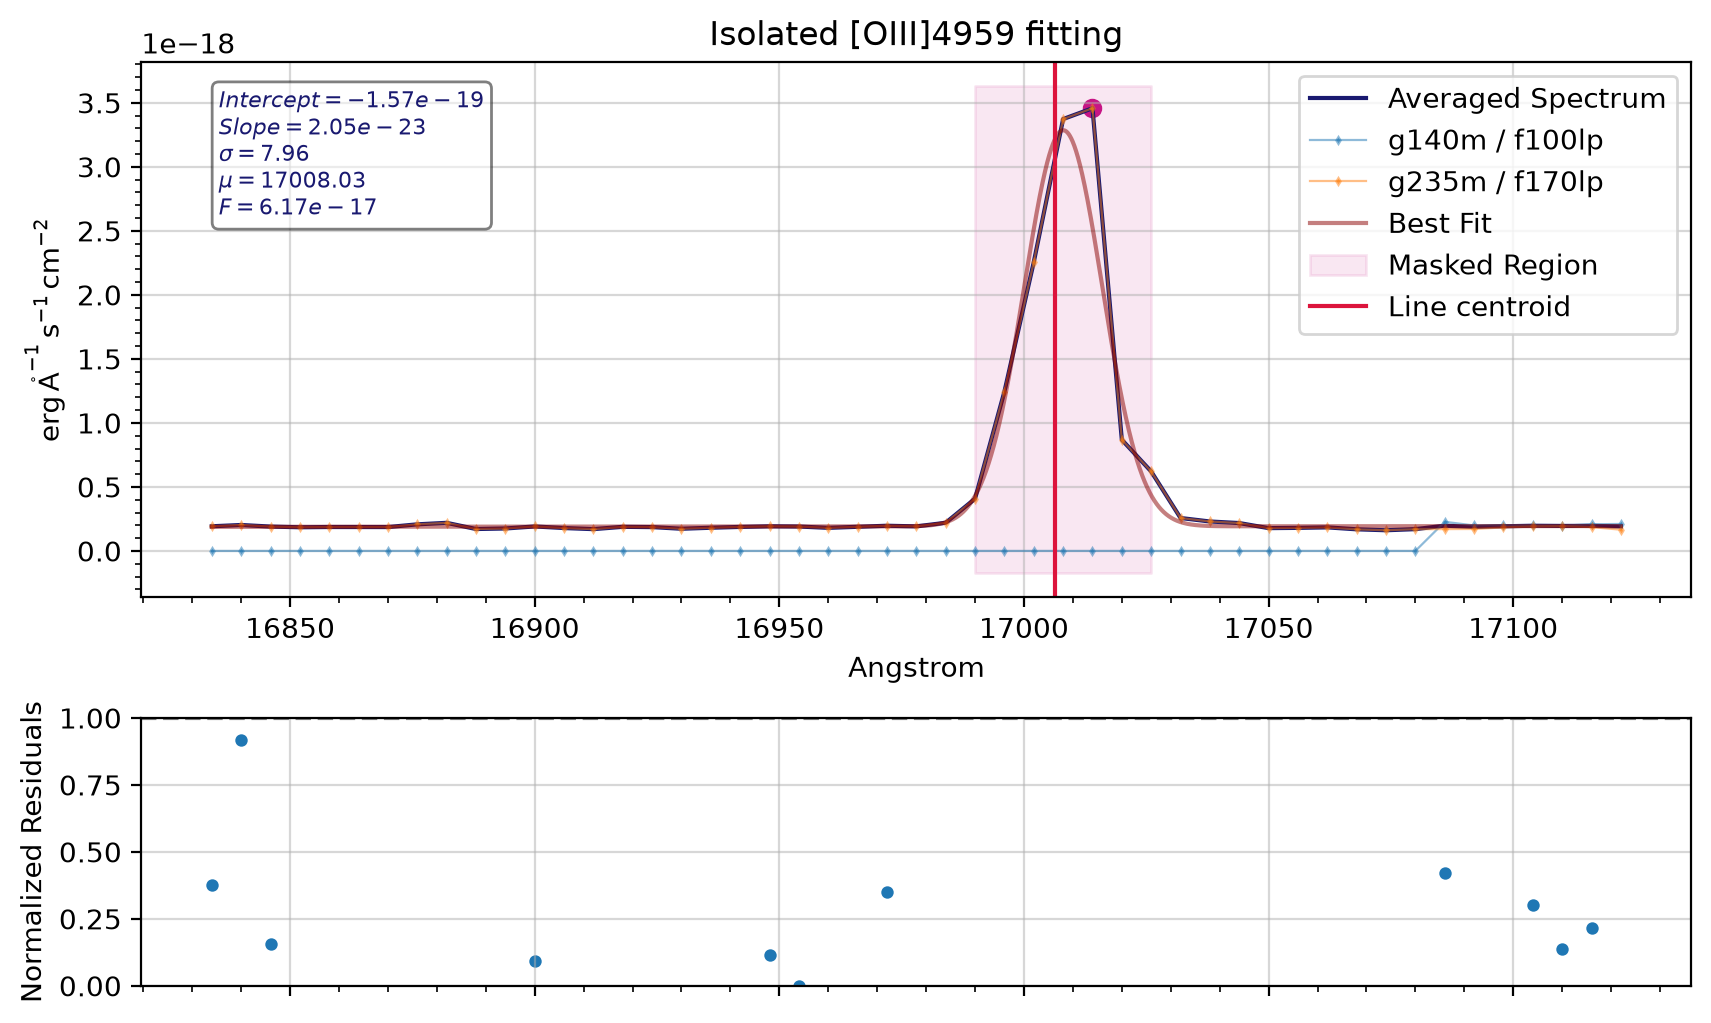 Isolated [OIII]4959 fitting
1e−18
Intercept = −1.57e − 19
Slope = 2.05e − 23
σ = 7.96
μ = 17008.03
F = 6.17e − 17
Averaged Spectrum
g140m / f100lp
g235m / f170lp
Best Fit
Masked Region
Line centroid
erg Å⁻¹ s⁻¹ cm⁻²
3.5
3.0
2.5
2.0
1.5
1.0
0.5
0.0
16850 16900 16950 17000 17050 17100
Angstrom
Normalized Residuals
1.00
0.75
0.50
0.25
0.00